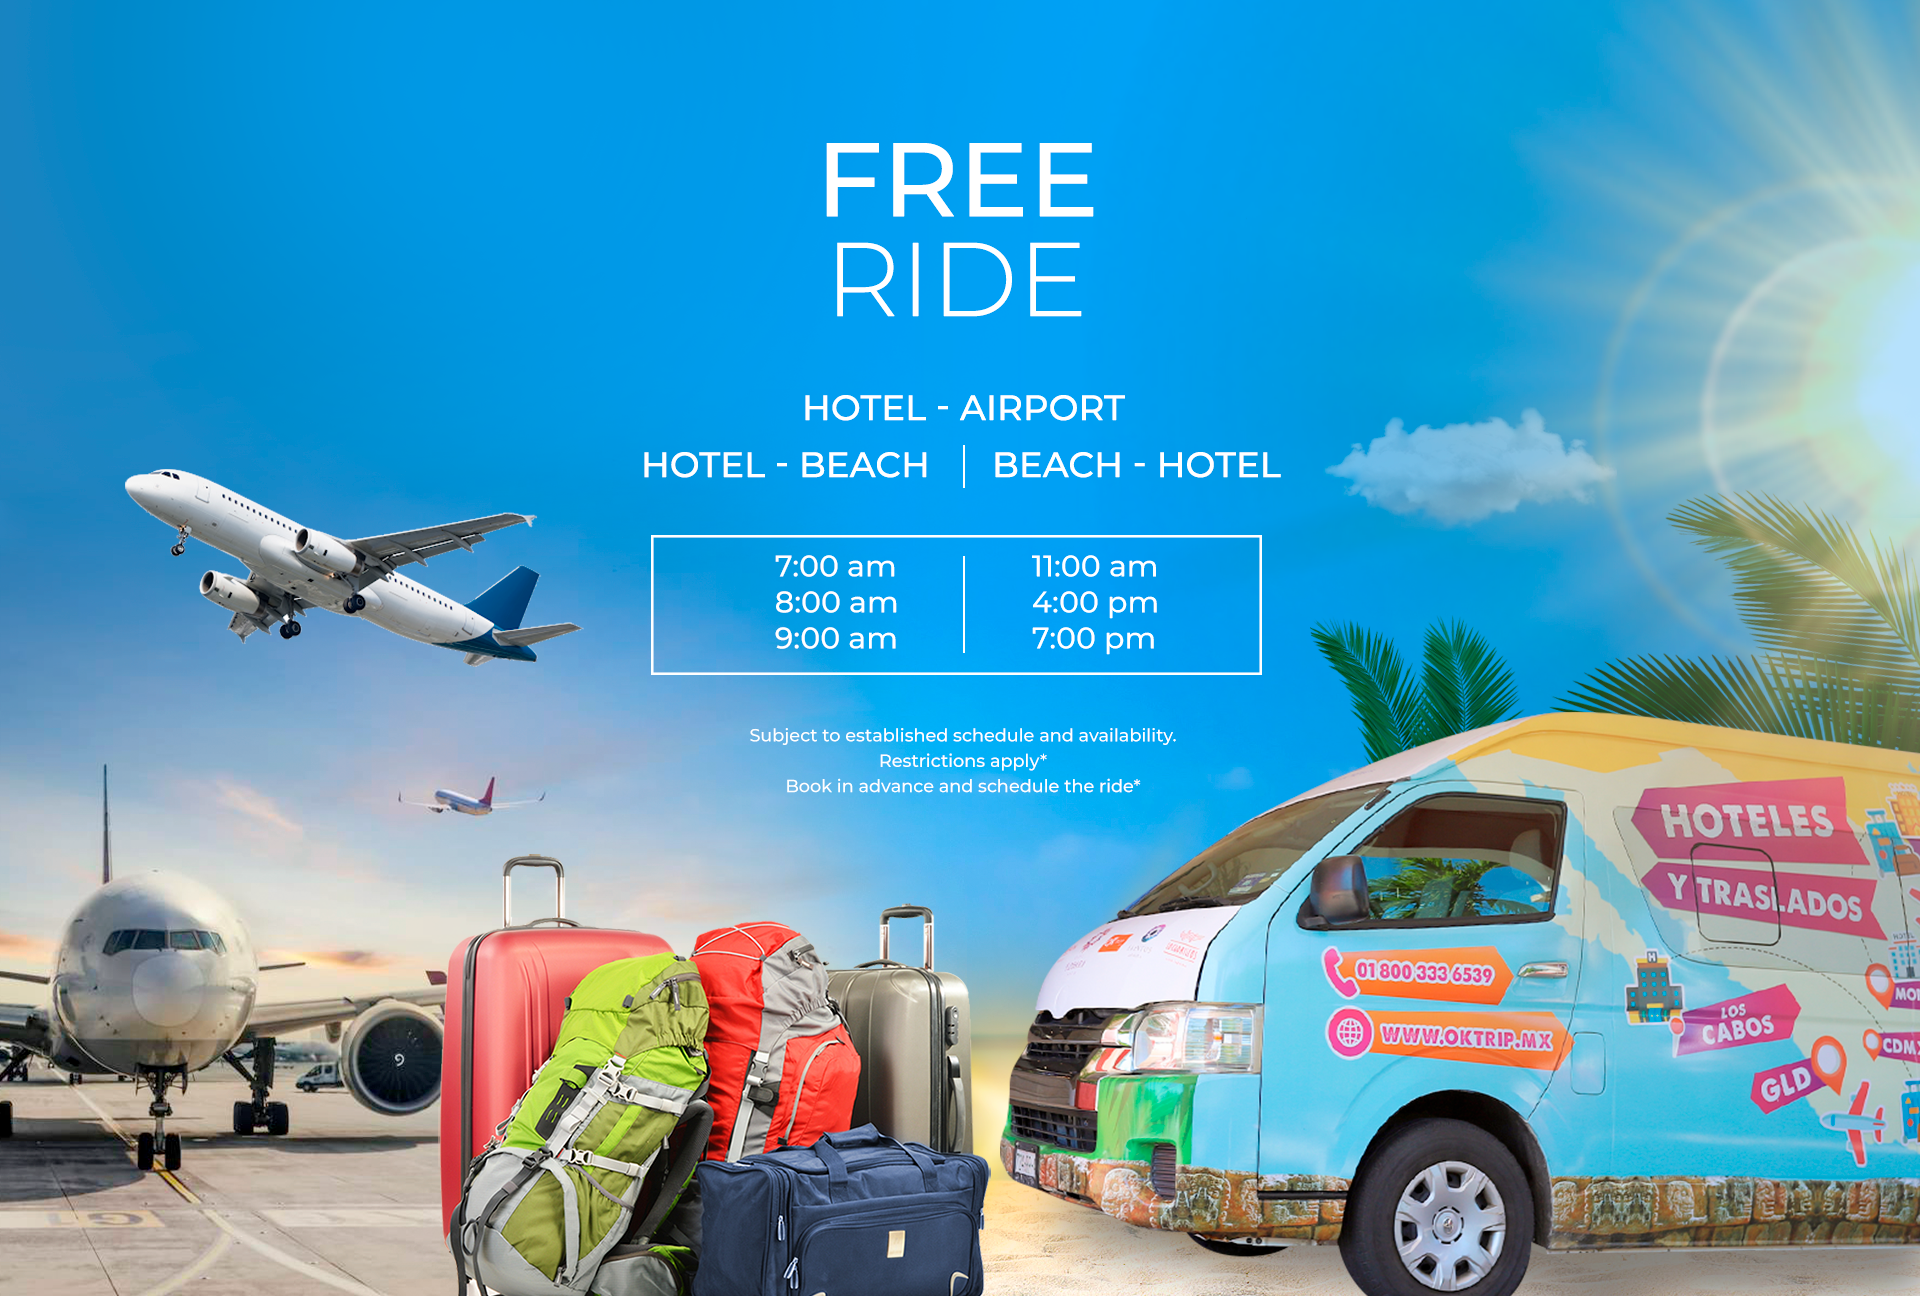 FREE
RIDE
HOTEL - AIRPORT
HOTEL - BEACH
BEACH - HOTEL
7:00 am
8:00 am
9:00 am
11:00 am
4:00 pm
7:00 pm
Subject to established schedule and availability.
Restrictions apply*
Book in advance and schedule the ride*
HOTELES
Y TRASLADOS
01 800 333 6539
WWW.OKTRIP.MX
H
LOS
CABOS
GLD